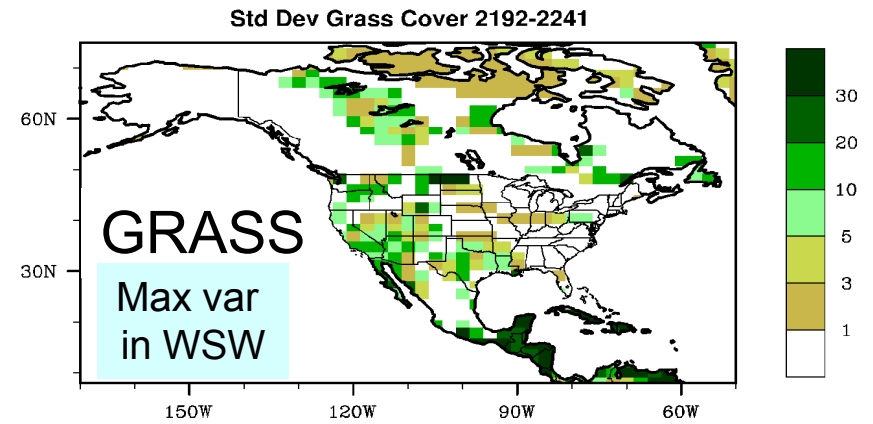 Std Dev Grass Cover 2192-2241
60N
30N
GRASS
Max var
in WSW
150W 120W 90W 60W
30
20
10
5
3
1